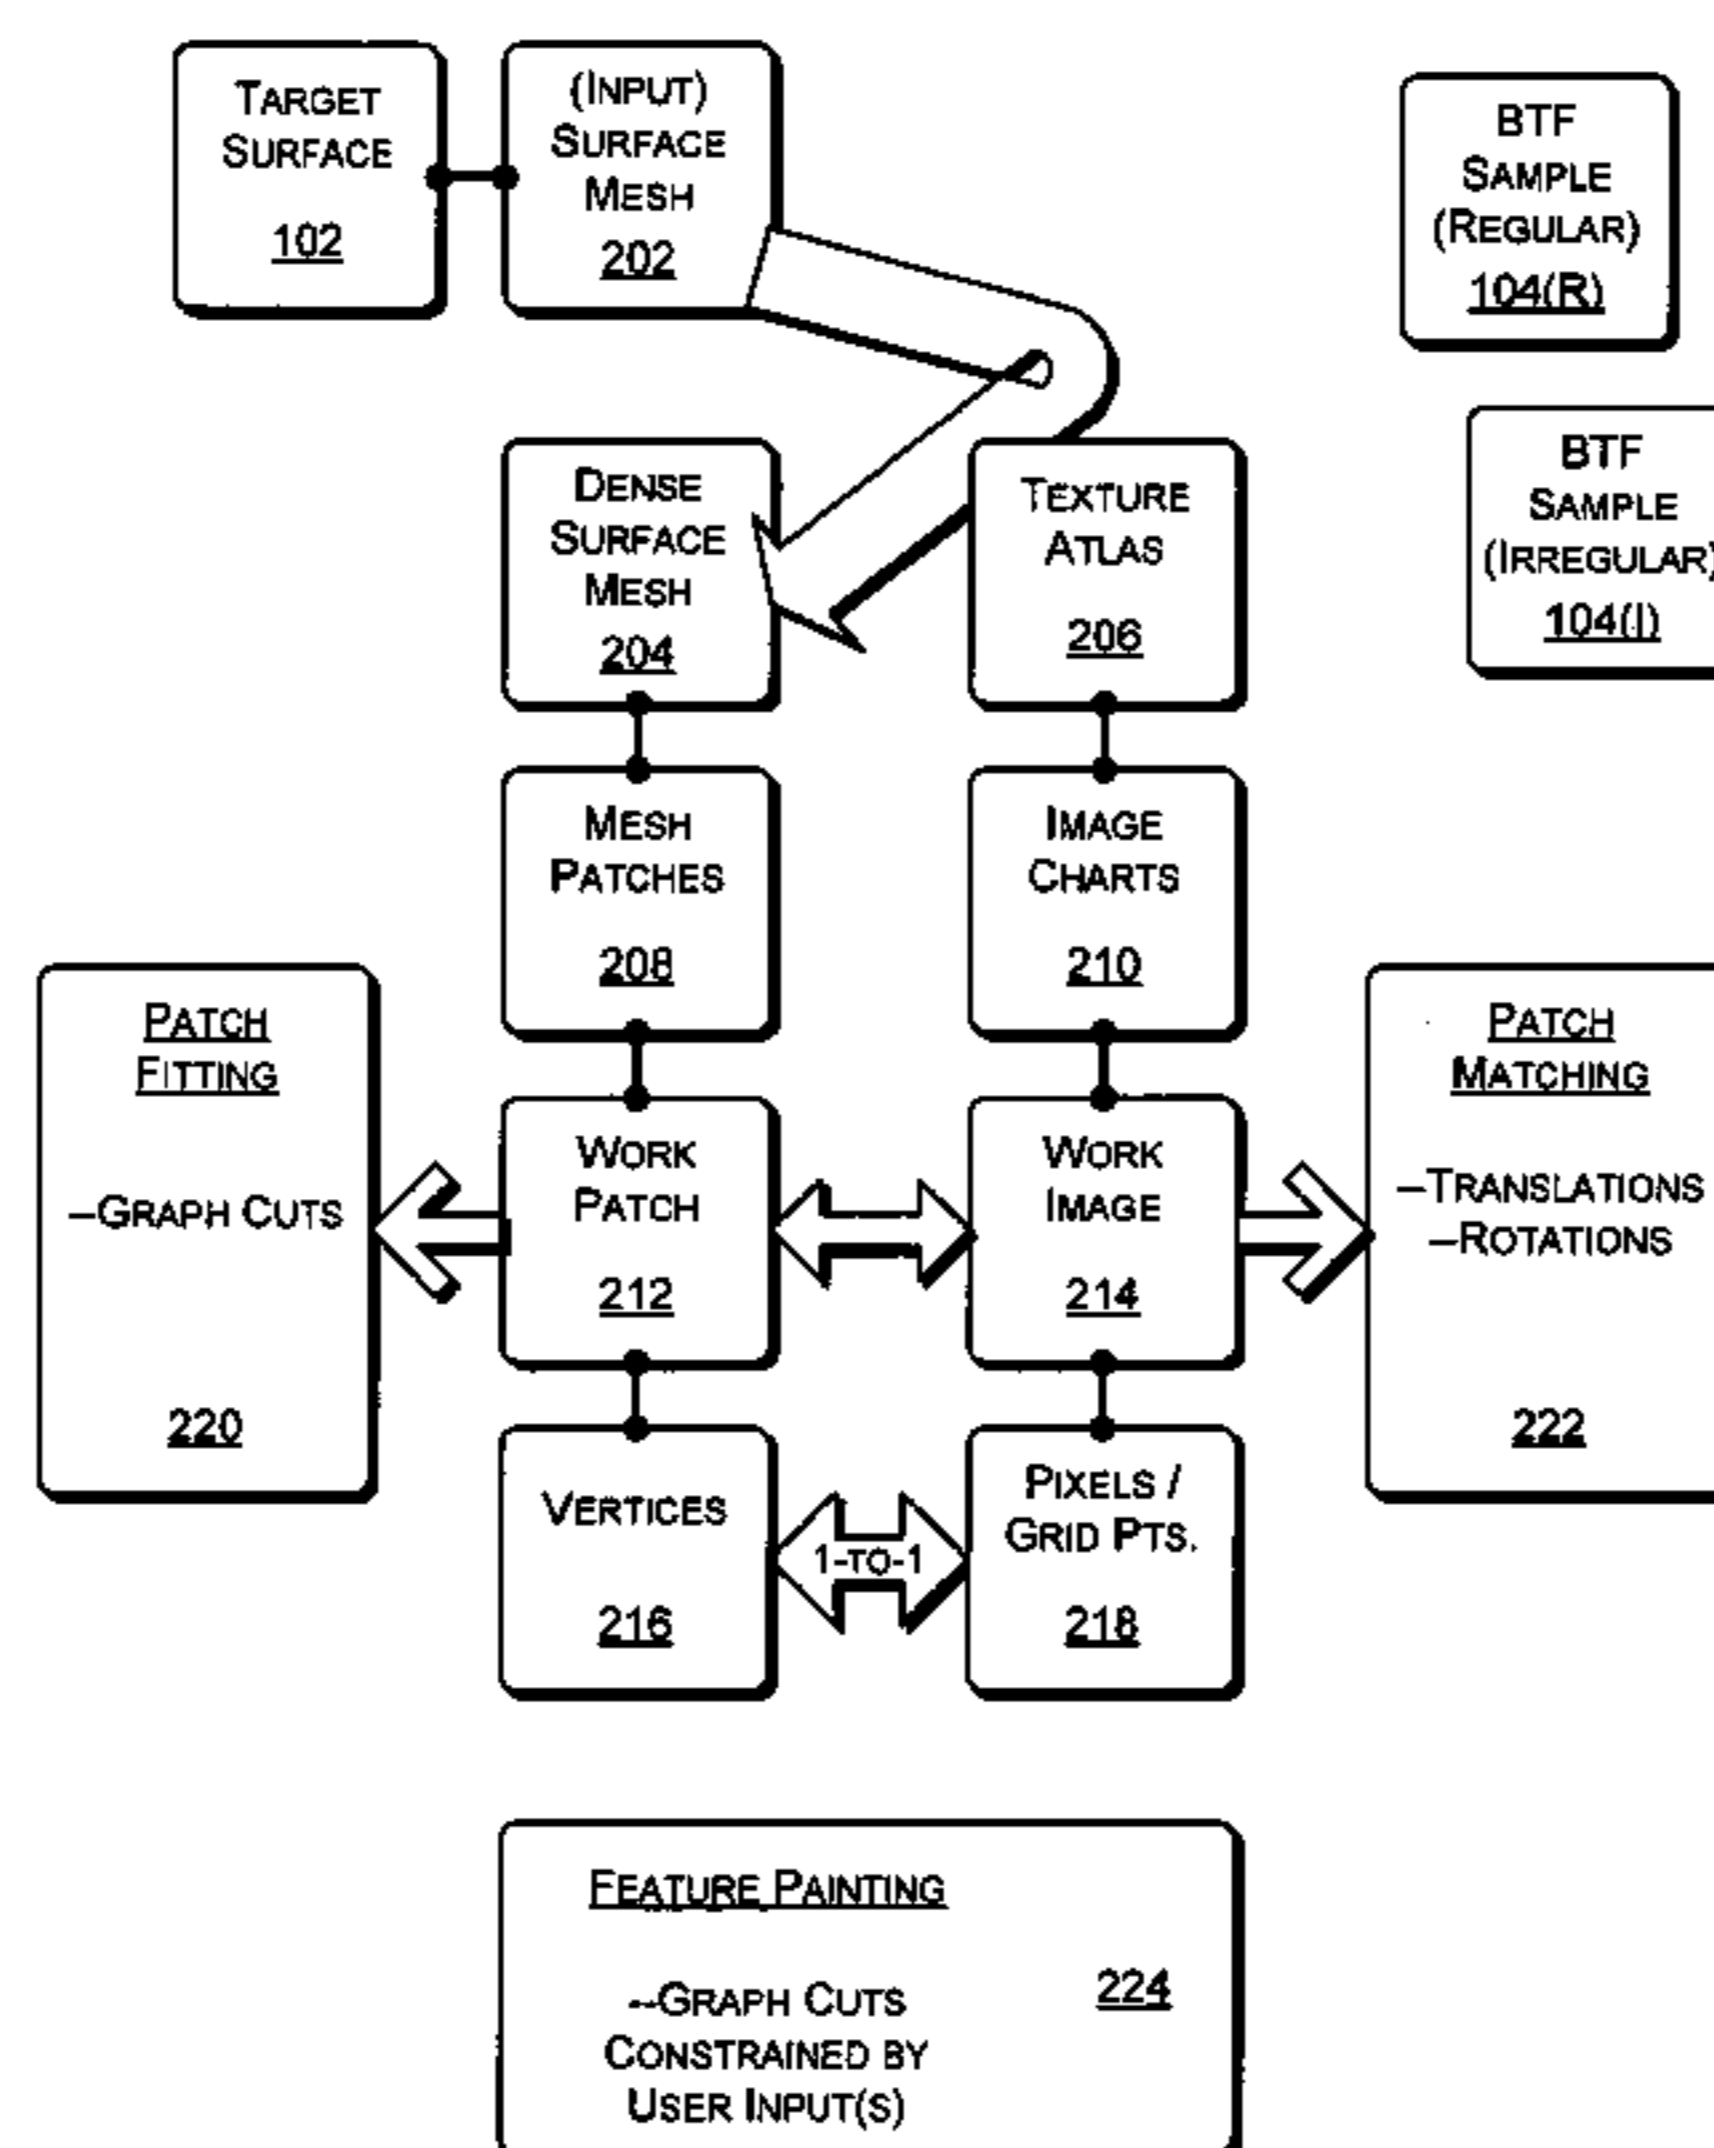 TARGET
SURFACE
102
(INPUT)
SURFACE
MESH
202
BTF
SAMPLE
(REGULAR)
104(R)
BTF
SAMPLE
(IRREGULAR)
104(I)
DENSE
SURFACE
MESH
204
TEXTURE
ATLAS
206
MESH
PATCHES
208
IMAGE
CHARTS
210
PATCH
FITTING
–GRAPH CUTS
220
WORK
PATCH
212
WORK
IMAGE
214
PATCH
MATCHING
–TRANSLATIONS
–ROTATIONS
222
VERTICES
216
1-TO-1
PIXELS /
GRID PTS.
218
FEATURE PAINTING
--GRAPH CUTS
CONSTRAINED BY
USER INPUT(S)
224